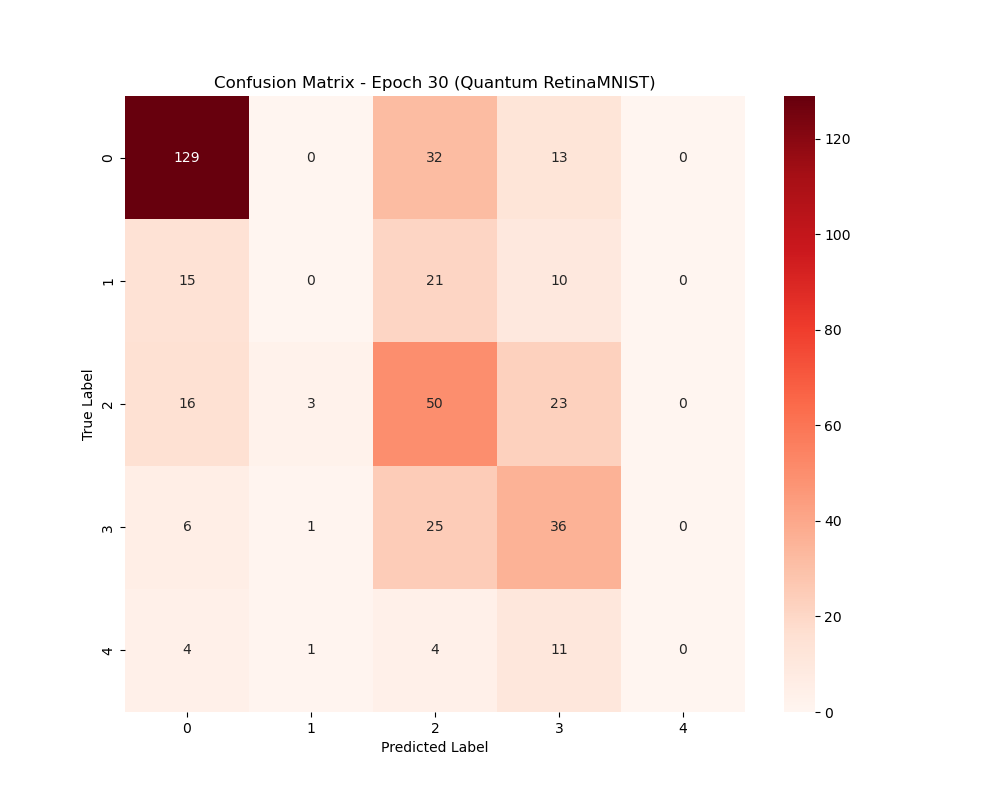 Confusion Matrix - Epoch 30 (Quantum RetinaMNIST)
0 129 0 32 13 0
1 15 0 21 10 0
2 16 3 50 23 0
3 6 1 25 36 0
4 4 1 4 11 0
0 1 2 3 4
True Label
Predicted Label
120
100
80
60
40
20
0